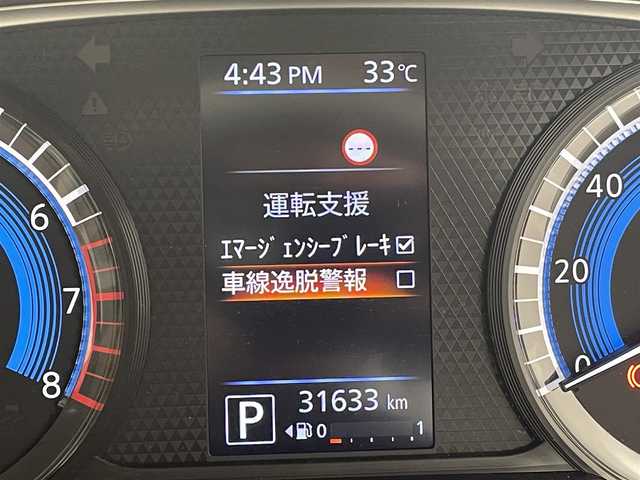 4:43 PM 33℃
---
運転支援
エマージェンシーブレーキ
車線逸脱警報
6
7
8
40
20
0
P
31633 km
0 1